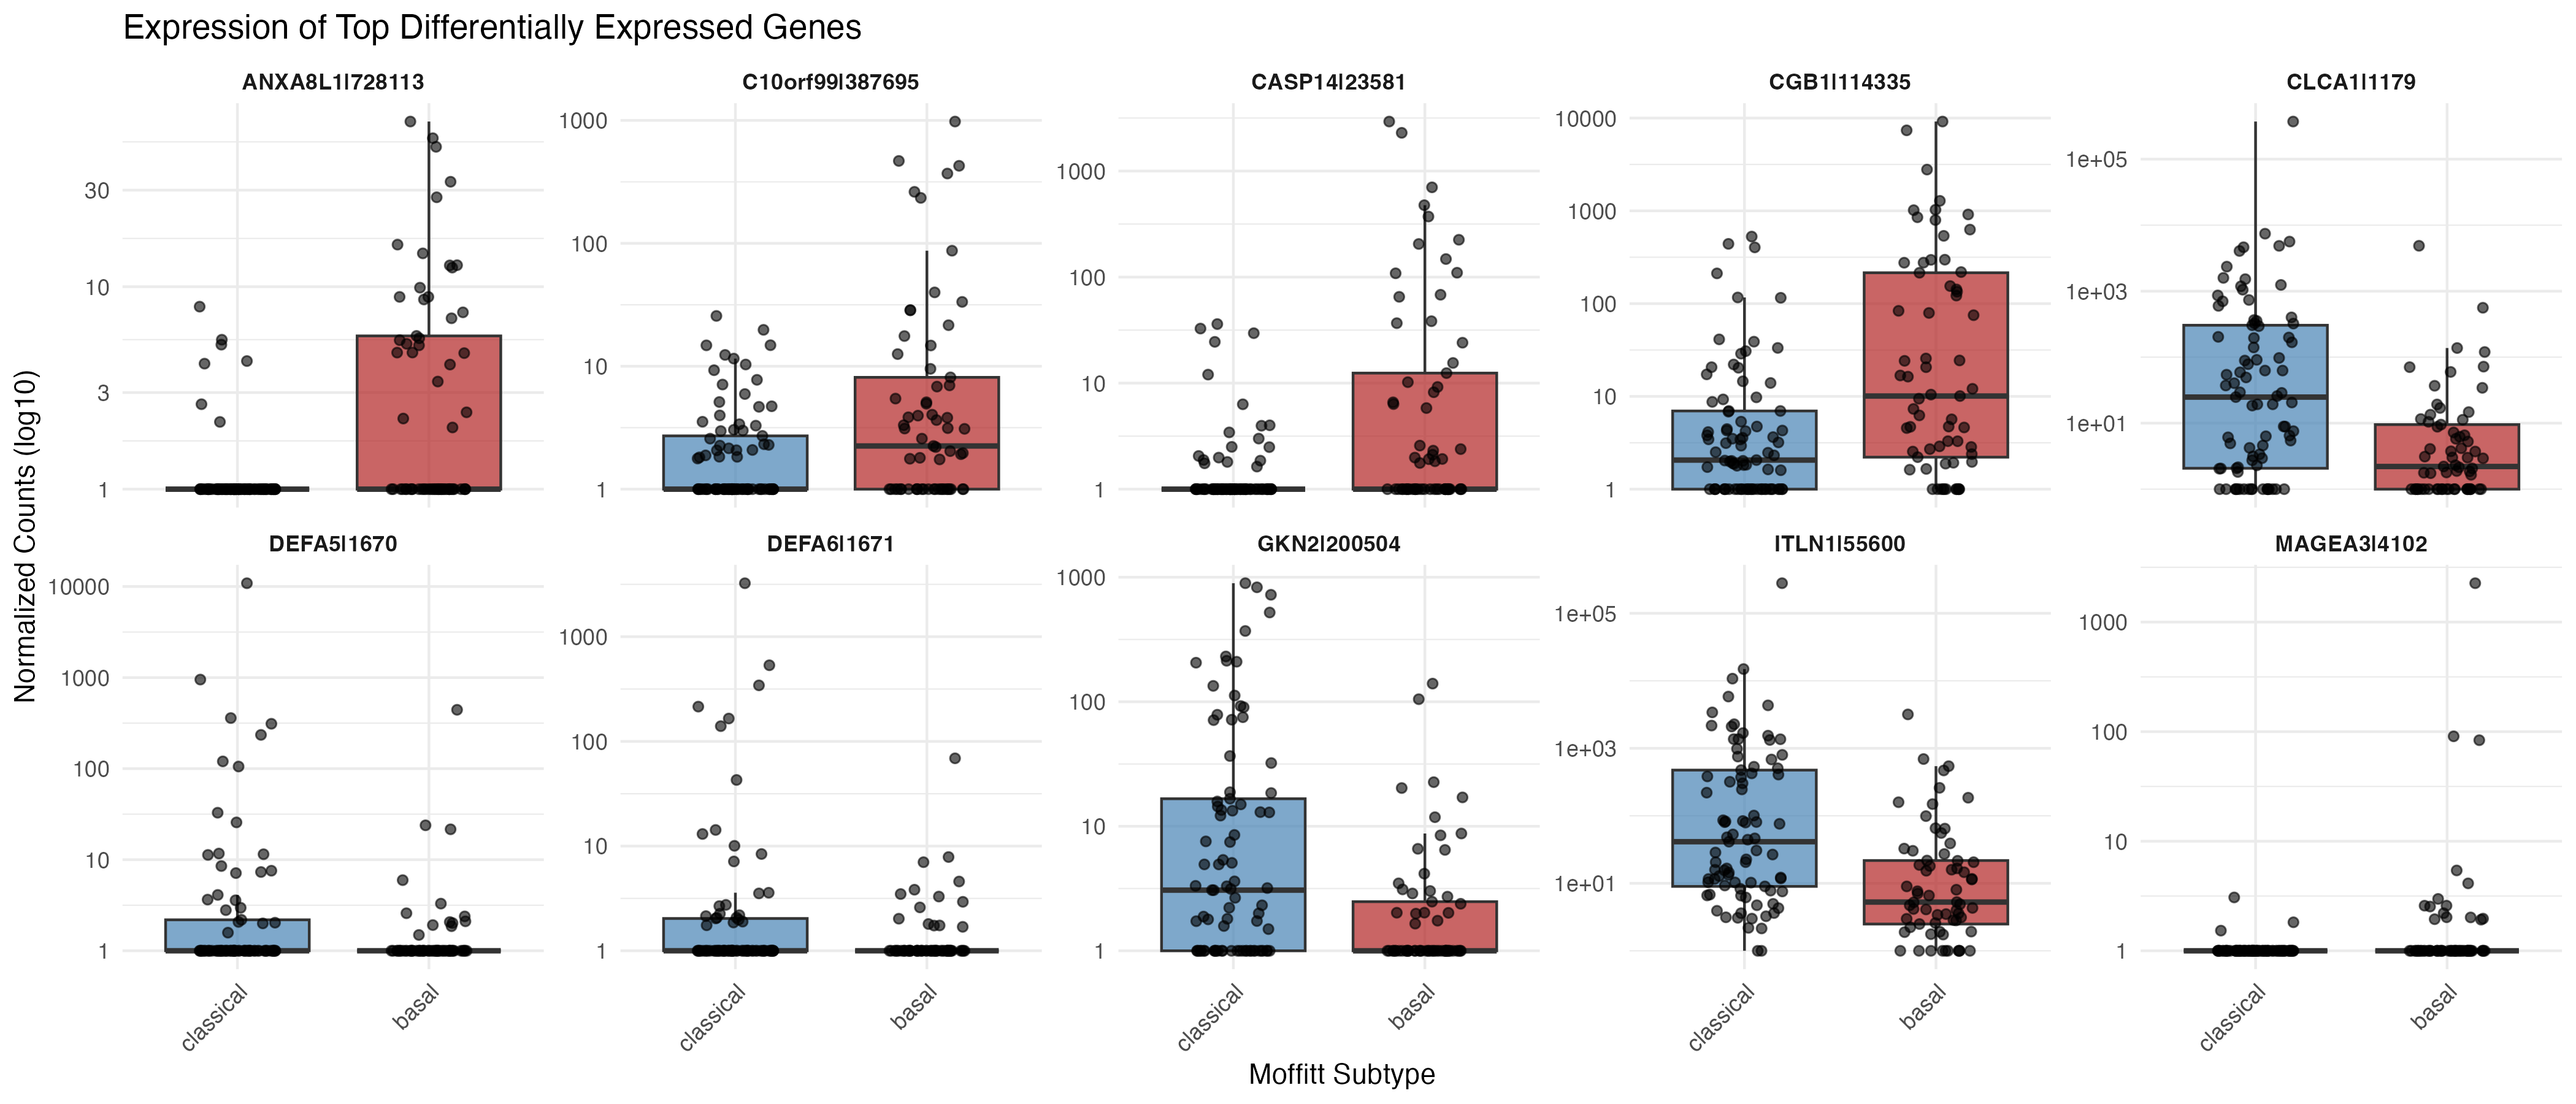 Expression of Top Differentially Expressed Genes
ANXA8L1|728113
C10orf99|387695
CASP14|23581
CGB1|114335
CLCA1|1179
30
10
3
1
1000
100
10
1
1000
100
10
1
10000
1000
100
10
1
1e+05
1e+03
1e+01
Normalized Counts (log10)
DEFA5|1670
DEFA6|1671
GKN2|200504
ITLN1|55600
MAGEA3|4102
10000
1000
100
10
1
1000
100
10
1
1000
100
10
1
1e+05
1e+03
1e+01
1000
100
10
1
classical
basal
classical
basal
classical
basal
classical
basal
classical
basal
Moffitt Subtype